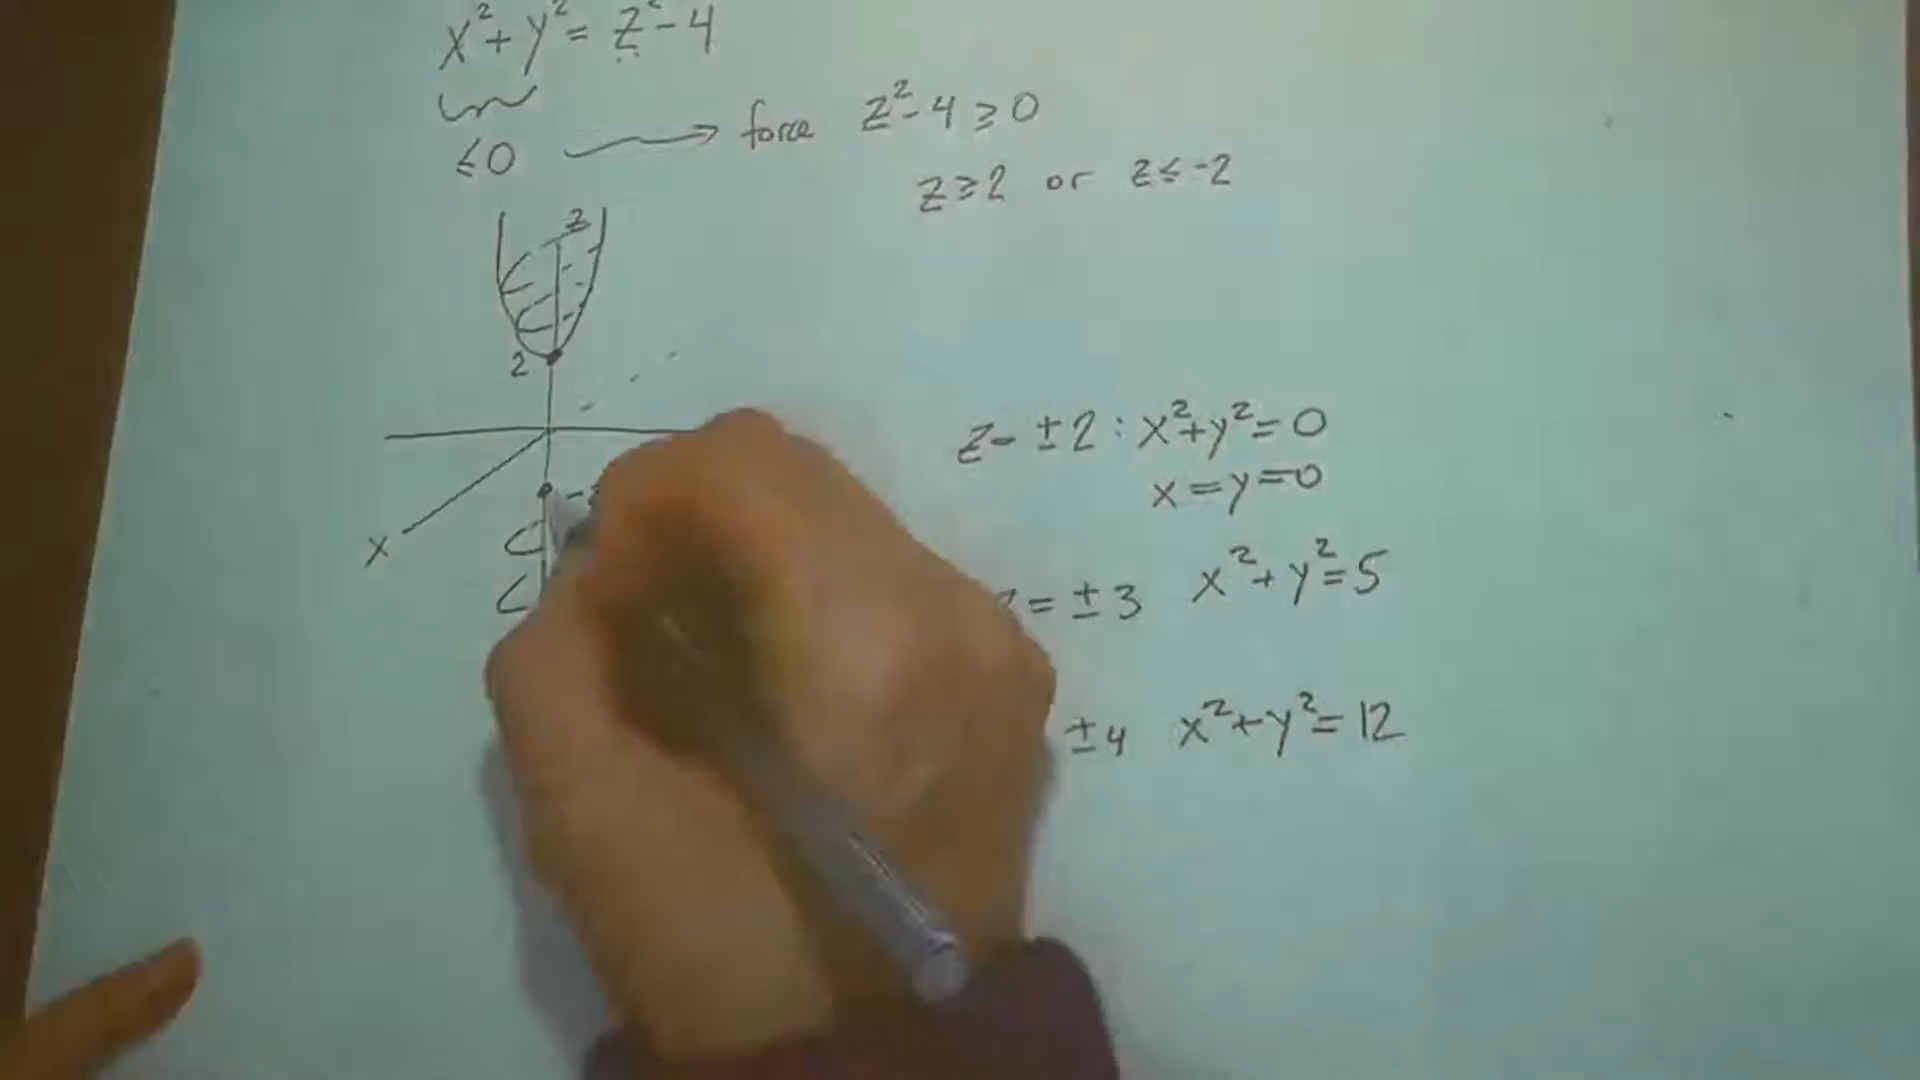 x²+y²= z²-4
≤0 → force z²-4≥0
z≥2 or z≤-2
z
2
z- ±2 : x²+y²=0
x=y=0
-2
x
z= ±3 x²+y²=5
±4 x²+y²=12